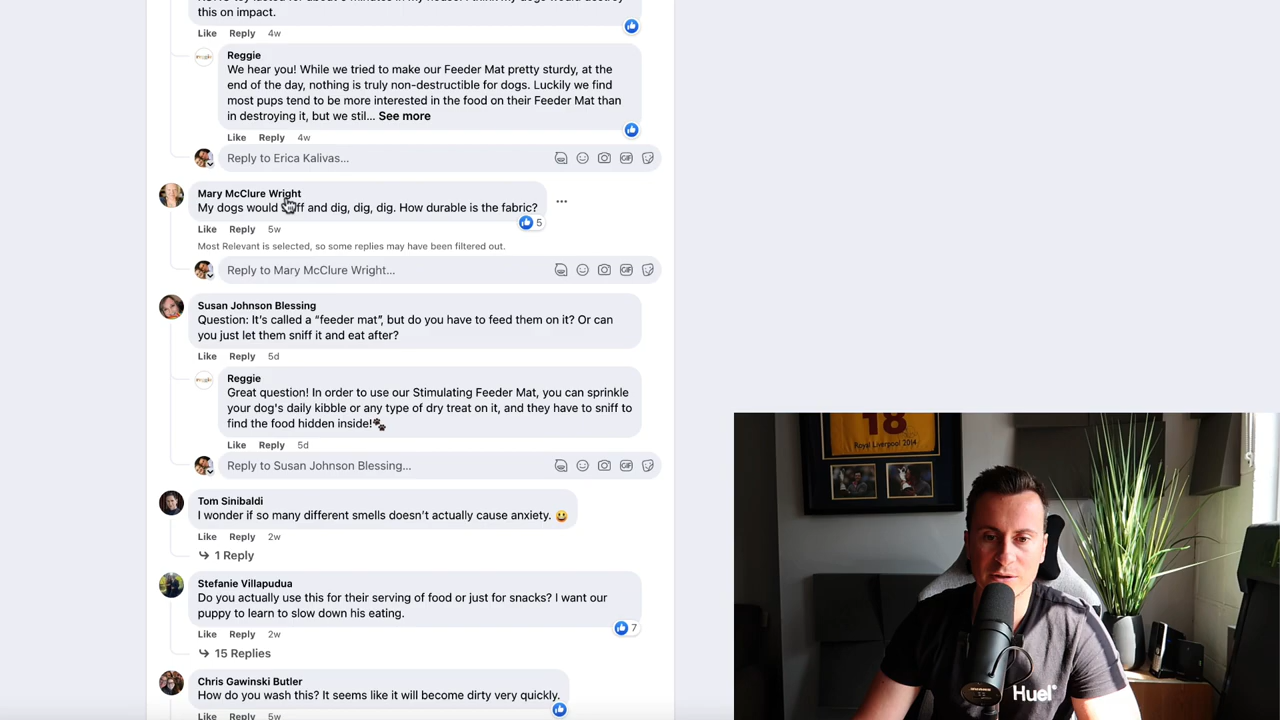 this on impact.
Like Reply 4w
Reggie
We hear you! While we tried to make our Feeder Mat pretty sturdy, at the
end of the day, nothing is truly non-destructible for dogs. Luckily we find
most pups tend to be more interested in the food on their Feeder Mat than
in destroying it, but we stil... See more
Like Reply 4w
Reply to Erica Kalivas...
Mary McClure Wright
My dogs would and dig, dig, dig. How durable is the fabric?
5
Like Reply 5w
Most Relevant is selected, so some replies may have been filtered out.
Reply to Mary McClure Wright...
Susan Johnson Blessing
Question: It's called a “feeder mat”, but do you have to feed them on it? Or can
you just let them sniff it and eat after?
Like Reply 5d
Reggie
Great question! In order to use our Stimulating Feeder Mat, you can sprinkle
your dog's daily kibble or any type of dry treat on it, and they have to sniff to
find the food hidden inside!
Like Reply 5d
Reply to Susan Johnson Blessing...
Tom Sinibaldi
I wonder if so many different smells doesn’t actually cause anxiety.
Like Reply 2w
1 Reply
Stefanie Villapudua
Do you actually use this for their serving of food or just for snacks? I want our
puppy to learn to slow down his eating.
7
Like Reply 2w
15 Replies
Chris Gawinski Butler
How do you wash this? It seems like it will become dirty very quickly.
Like Reply 5w
18
Royal Liverpool 2014
Huel